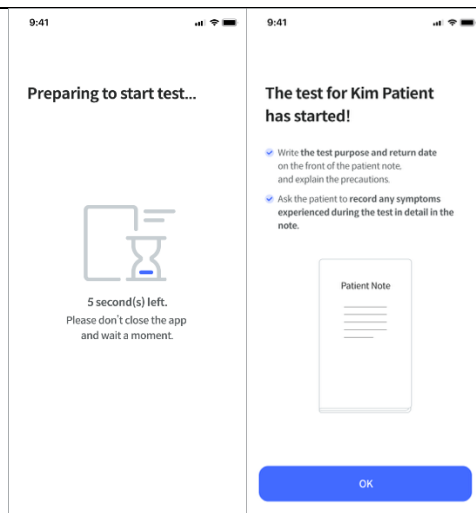 9:41
Preparing to start test...
5 second(s) left.
Please don't close the app
and wait a moment.
9:41
The test for Kim Patient
has started!
Write the test purpose and return date
on the front of the patient note,
and explain the precautions.
Ask the patient to record any symptoms
experienced during the test in detail in the
note.
Patient Note
OK